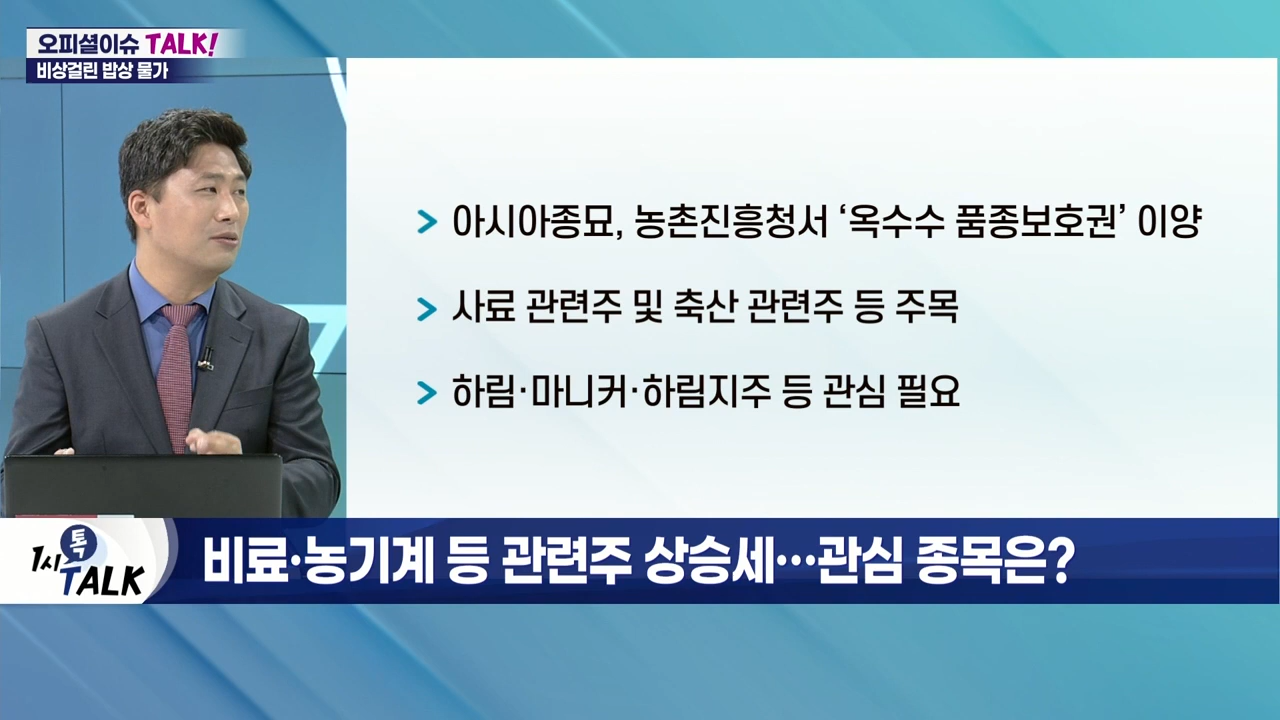 오피셜이슈 TALK!
비상걸린 밥상 물가
아시아종묘, 농촌진흥청서 ‘옥수수 품종보호권’ 이양
사료 관련주 및 축산 관련주 등 주목
하림·마니커·하림지주 등 관심 필요
1시톡
TALK
비료·농기계 등 관련주 상승세…관심 종목은?